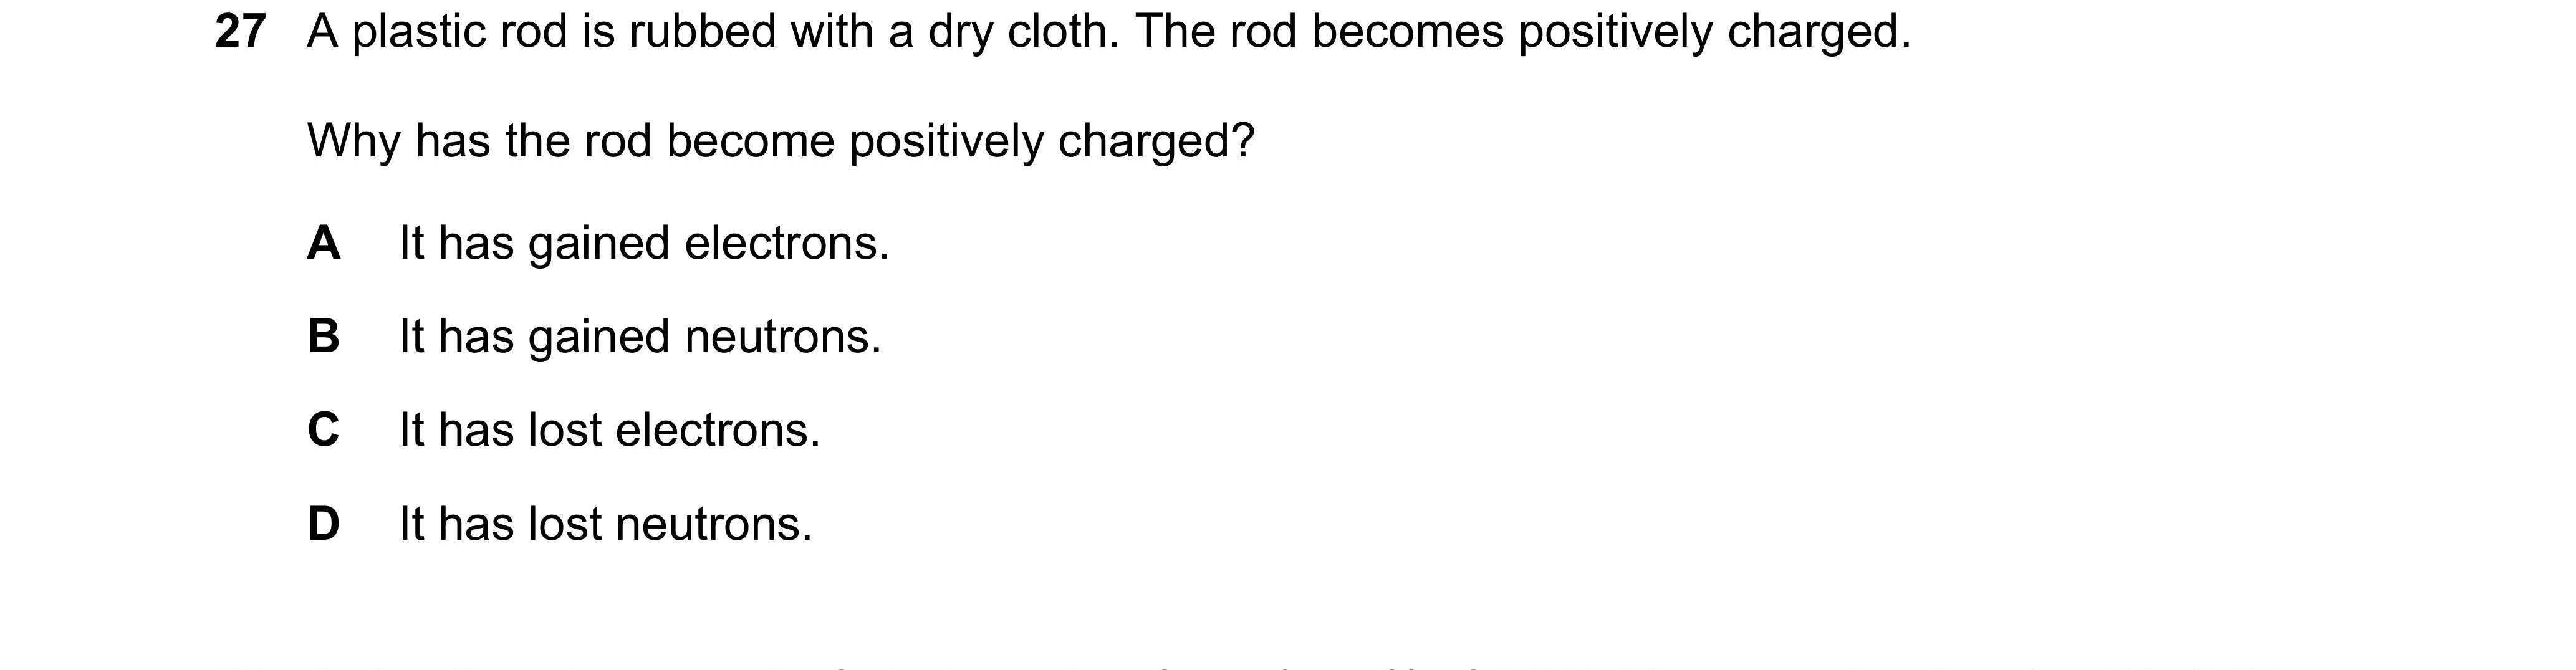 27 A plastic rod is rubbed with a dry cloth. The rod becomes positively charged.
Why has the rod become positively charged?
A It has gained electrons.
B It has gained neutrons.
C It has lost electrons.
D It has lost neutrons.